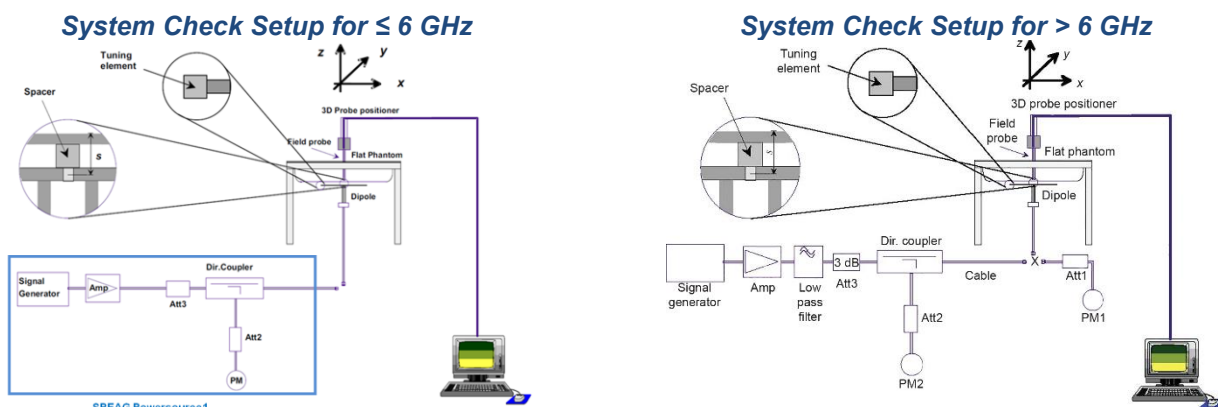 System Check Setup for ≤ 6 GHz
Tuning
element
z
y
x
Spacer
3D Probe positioner
s
Field probe
Flat Phantom
Dipole
Signal
Generator
Amp
Att3
Dir.Coupler
Att2
PM
SPEAG Powersource1
System Check Setup for > 6 GHz
Tuning
element
z
y
x
Spacer
3D probe positioner
s
Field
probe
Flat phantom
Dipole
Signal
generator
Amp
Low
pass
filter
3 dB
Att3
Dir. coupler
Cable
X
Att1
PM1
Att2
PM2